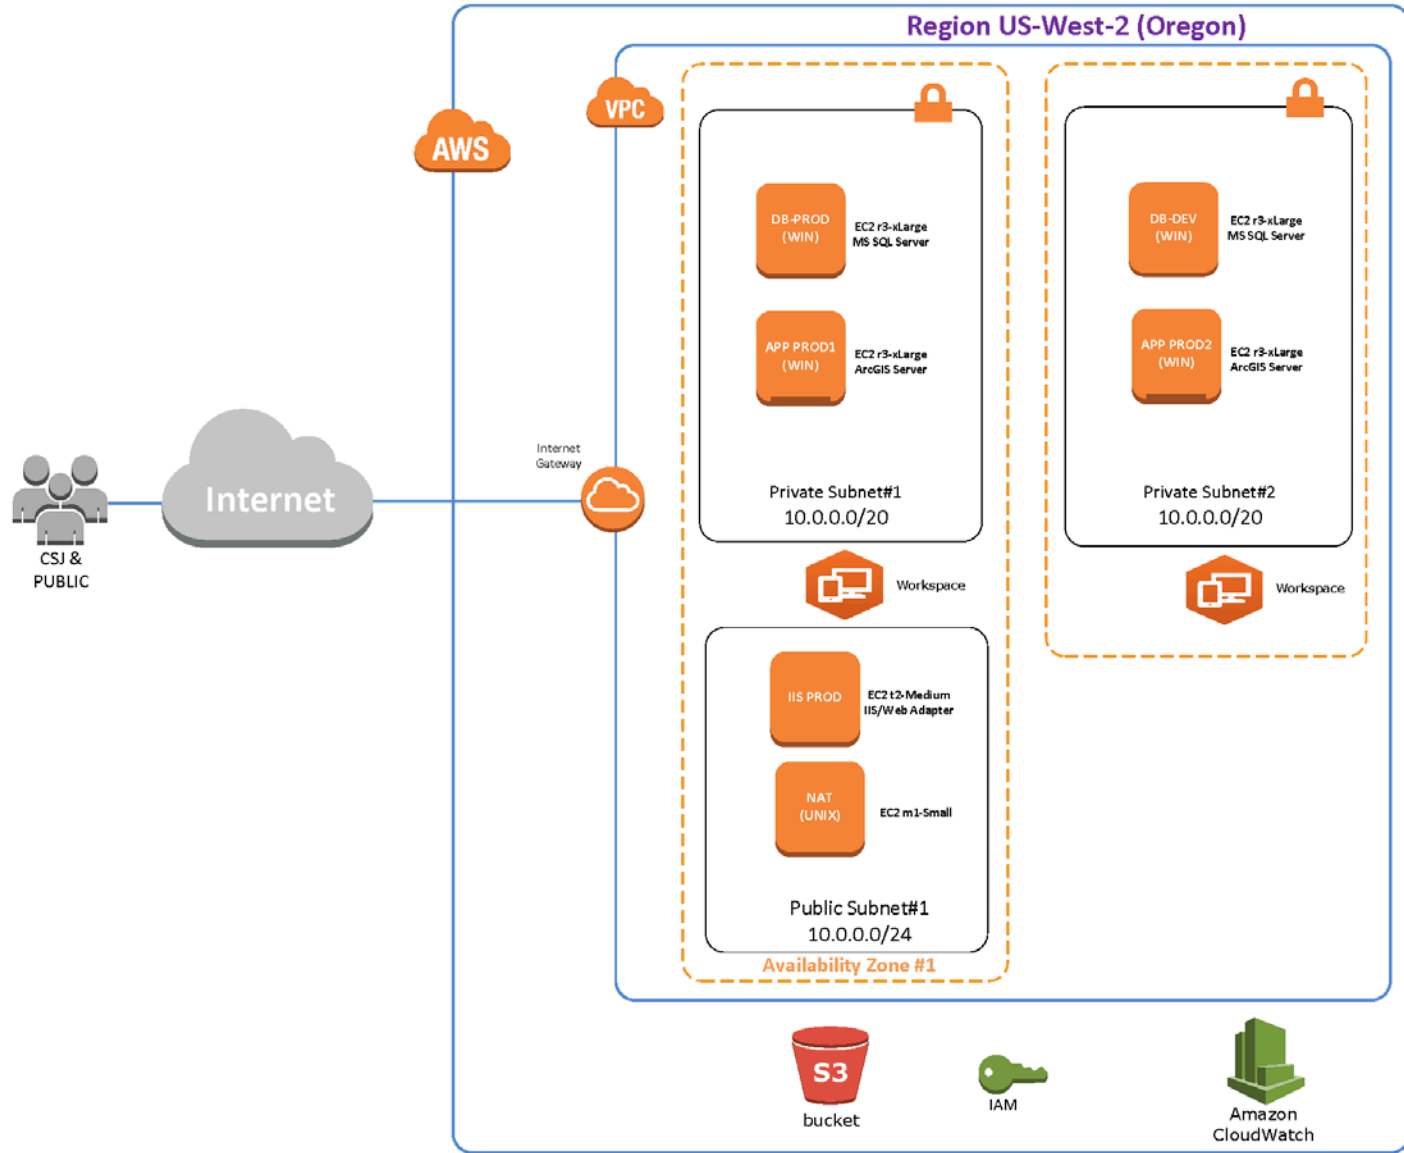 Region US-West-2 (Oregon)
VPC
AWS
DB-PROD
(WIN)
EC2 r3-xLarge
MS SQL Server
DB-DEV
(WIN)
EC2 r3-xLarge
MS SQL Server
APP PROD1
(WIN)
EC2 r3-xLarge
ArcGIS Server
APP PROD2
(WIN)
EC2 r3-xLarge
ArcGIS Server
Internet
Gateway
Internet
Private Subnet#1
10.0.0.0/20
Private Subnet#2
10.0.0.0/20
CSJ &
PUBLIC
Workspace
Workspace
IIS PROD
EC2 t2-Medium
IIS/Web Adapter
NAT
(UNIX)
EC2 m1-Small
Public Subnet#1
10.0.0.0/24
Availability Zone #1
S3
bucket
IAM
Amazon
CloudWatch